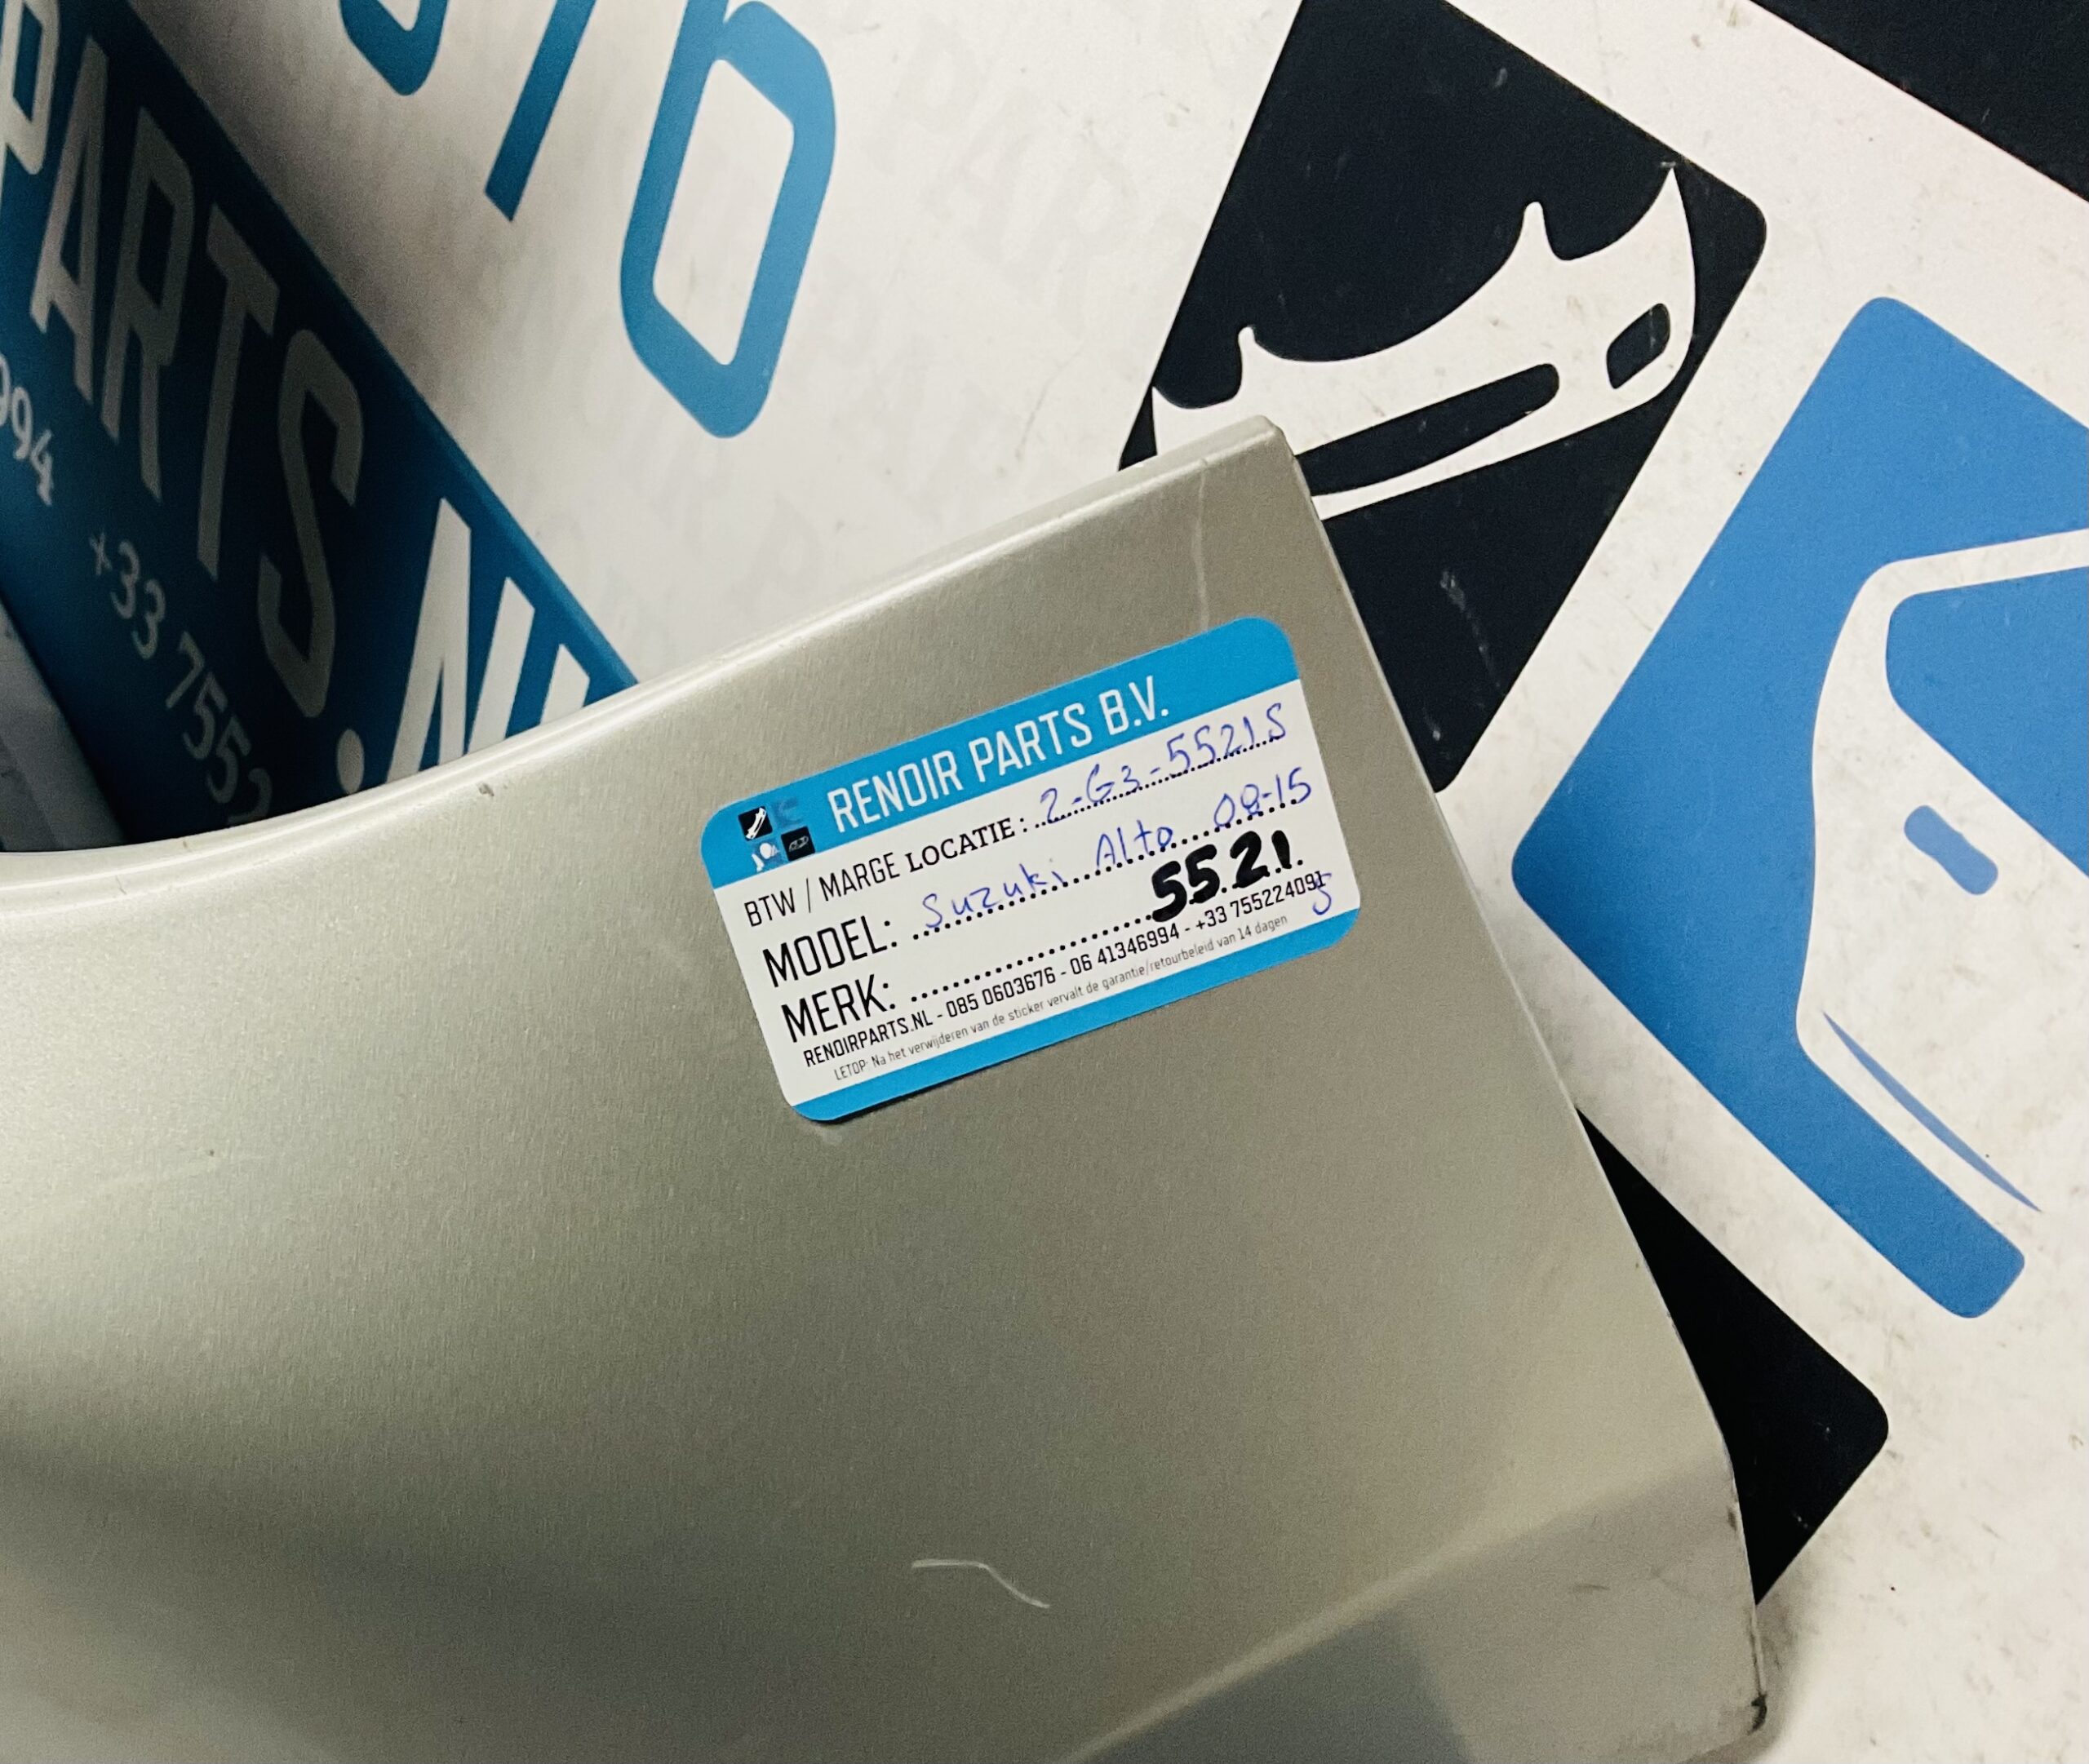 PARTS.NL
994
+33 7552
RENOIR PARTS B.V.
BTW / MARGE LOCATIE: 2-G3-5521S
MODEL: Suzuki Alto 08-15
MERK: 5521
S
RENOIRPARTS.NL - 085 0603676 - 06 41346994 - +33 755224091
LETOP: Na het verwijderen van de sticker vervalt de garantie/retourbeleid van 14 dagen